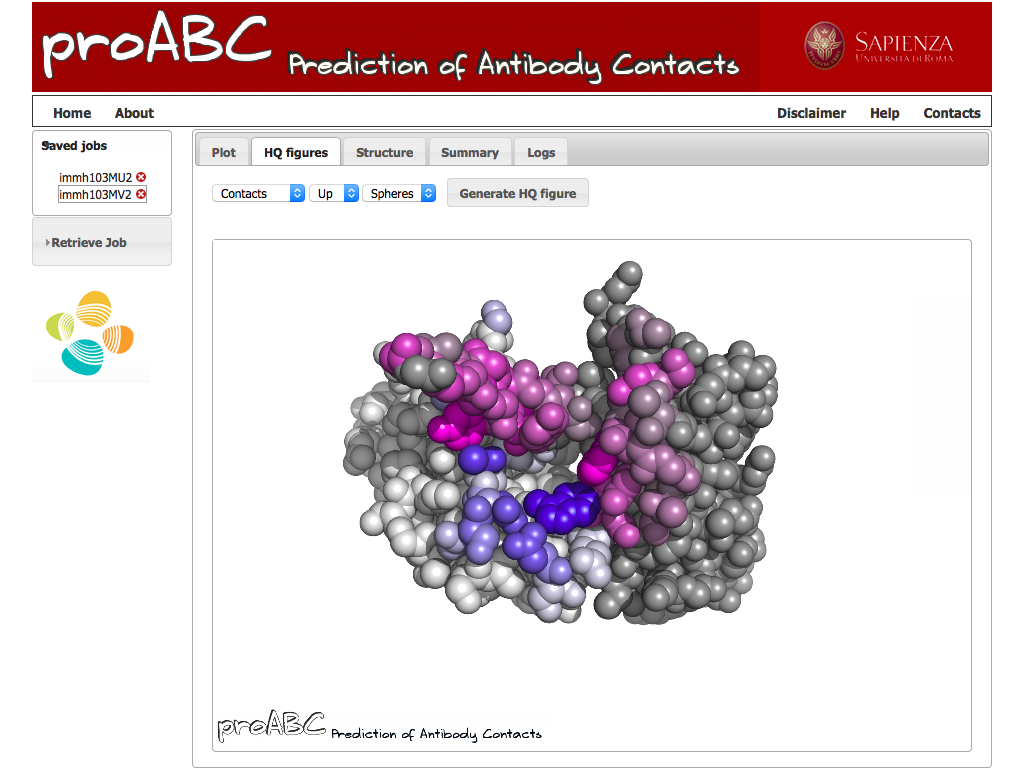 proABC Prediction of Antibody Contacts
SAPIENZA
UNIVERSITÀ DI ROMA
Home About Disclaimer Help Contacts
Saved jobs
immh103MU2
immh103MV2
Retrieve Job
Plot HQ figures Structure Summary Logs
Contacts Up Spheres Generate HQ figure
proABC Prediction of Antibody Contacts